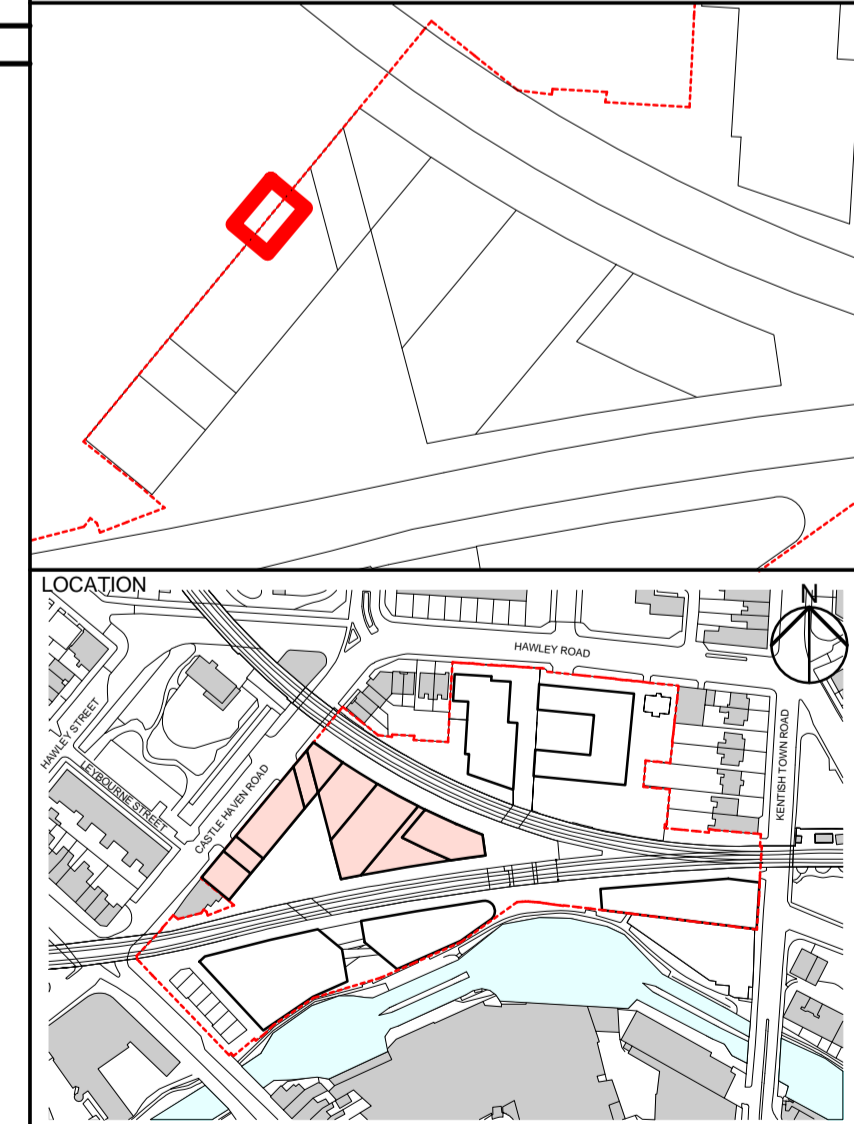 LOCATION
N
HAWLEY ROAD
HAWLEY STREET
LEYBOURNE STREET
CASTLE HAVEN ROAD
KENTISH TOWN ROAD